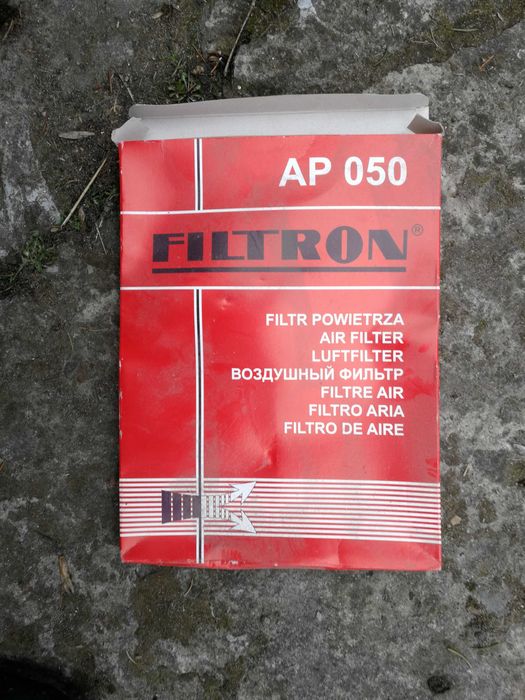 AP 050
FILTRON®
FILTR POWIETRZA
AIR FILTER
LUFTFILTER
ВОЗДУШНЫЙ ФИЛЬТР
FILTRE AIR
FILTRO ARIA
FILTRO DE AIRE